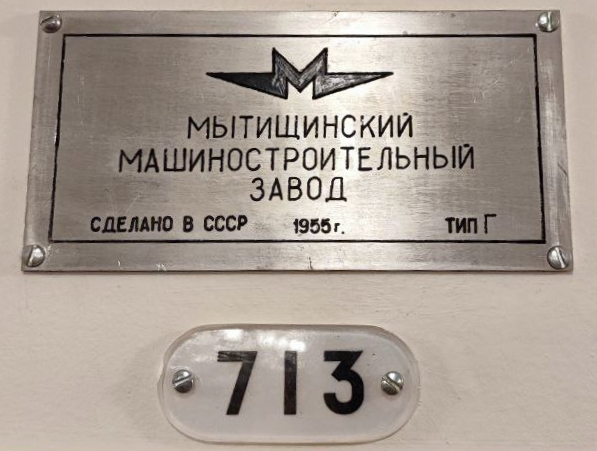 М
МЫТИЩИНСКИЙ
МАШИНОСТРОИТЕЛЬНЫЙ
ЗАВОД
СДЕЛАНО В СССР 1955г. ТИП Г
713